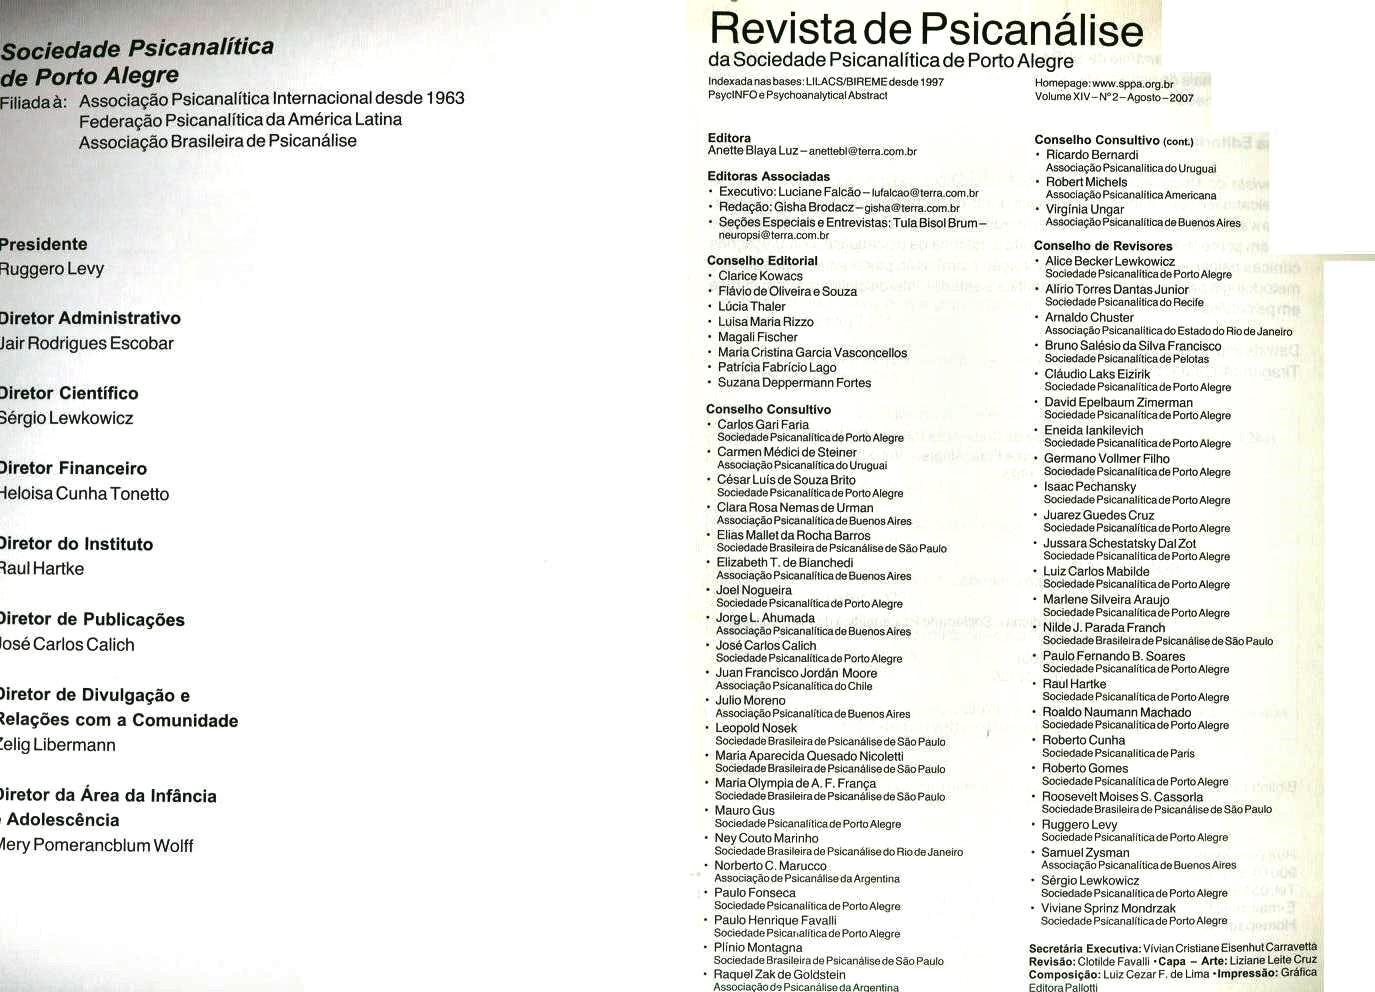 Sociedade Psicanalítica
de Porto Alegre
Filiada à: Associação Psicanalítica Internacional desde 1963
Federação Psicanalítica da América Latina
Associação Brasileira de Psicanálise
Presidente
Ruggero Levy
Diretor Administrativo
Jair Rodrigues Escobar
Diretor Científico
Sérgio Lewkowicz
Diretor Financeiro
Heloisa Cunha Tonetto
Diretor do Instituto
Raul Hartke
Diretor de Publicações
José Carlos Calich
Diretor de Divulgação e
Relações com a Comunidade
Zelig Libermann
Diretor da Área da Infância
e Adolescência
Mery Pomerancblum Wolff
Revista de Psicanálise
da Sociedade Psicanalítica de Porto Alegre
Indexada nas bases: LILACS/BIREME desde 1997
PsycINFO e Psychoanalytical Abstract
Homepage: www.sppa.org.br
Volume XIV – Nº 2 – Agosto – 2007
Editora
Anette Blaya Luz – anettebl@terra.com.br
Editoras Associadas
• Executivo: Luciane Falcão – lufalcao@terra.com.br
• Redação: Gisha Brodacz – gisha@terra.com.br
• Seções Especiais e Entrevistas: Tula Bisol Brum –
neuropsi@terra.com.br
Conselho Editorial
• Clarice Kowacs
• Flávio de Oliveira e Souza
• Lúcia Thaler
• Luisa Maria Rizzo
• Magali Fischer
• Maria Cristina Garcia Vasconcellos
• Patrícia Fabrício Lago
• Suzana Deppermann Fortes
Conselho Consultivo
• Carlos Gari Faria
Sociedade Psicanalítica de Porto Alegre
• Carmen Médici de Steiner
Associação Psicanalítica do Uruguai
• César Luís de Souza Brito
Sociedade Psicanalítica de Porto Alegre
• Clara Rosa Nemas de Urman
Associação Psicanalítica de Buenos Aires
• Elias Mallet da Rocha Barros
Sociedade Brasileira de Psicanálise de São Paulo
• Elizabeth T. de Bianchedi
Associação Psicanalítica de Buenos Aires
• Joel Nogueira
Sociedade Psicanalítica de Porto Alegre
• Jorge L. Ahumada
Associação Psicanalítica de Buenos Aires
• José Carlos Calich
Sociedade Psicanalítica de Porto Alegre
• Juan Francisco Jordán Moore
Associação Psicanalítica do Chile
• Julio Moreno
Associação Psicanalítica de Buenos Aires
• Leopold Nosek
Sociedade Brasileira de Psicanálise de São Paulo
• Maria Aparecida Quesado Nicoletti
Sociedade Brasileira de Psicanálise de São Paulo
• Maria Olympia de A. F. França
Sociedade Brasileira de Psicanálise de São Paulo
• Mauro Gus
Sociedade Psicanalítica de Porto Alegre
• Ney Couto Marinho
Sociedade Brasileira de Psicanálise do Rio de Janeiro
• Norberto C. Marucco
Associação de Psicanálise da Argentina
• Paulo Fonseca
Sociedade Psicanalítica de Porto Alegre
• Paulo Henrique Favalli
Sociedade Psicanalítica de Porto Alegre
• Plínio Montagna
Sociedade Brasileira de Psicanálise de São Paulo
• Raquel Zak de Goldstein
Associação de Psicanálise da Argentina
Conselho Consultivo (cont.)
• Ricardo Bernardi
Associação Psicanalítica do Uruguai
• Robert Michels
Associação Psicanalítica Americana
• Virgínia Ungar
Associação Psicanalítica de Buenos Aires
Conselho de Revisores
• Alice Becker Lewkowicz
Sociedade Psicanalítica de Porto Alegre
• Alírio Torres Dantas Junior
Sociedade Psicanalítica do Recife
• Arnaldo Chuster
Associação Psicanalítica do Estado do Rio de Janeiro
• Bruno Salésio da Silva Francisco
Sociedade Psicanalítica de Pelotas
• Cláudio Laks Eizirik
Sociedade Psicanalítica de Porto Alegre
• David Epelbaum Zimerman
Sociedade Psicanalítica de Porto Alegre
• Eneida Iankilevich
Sociedade Psicanalítica de Porto Alegre
• Germano Vollmer Filho
Sociedade Psicanalítica de Porto Alegre
• Isaac Pechansky
Sociedade Psicanalítica de Porto Alegre
• Juarez Guedes Cruz
Sociedade Psicanalítica de Porto Alegre
• Jussara Schestatsky Dal Zot
Sociedade Psicanalítica de Porto Alegre
• Luiz Carlos Mabilde
Sociedade Psicanalítica de Porto Alegre
• Marlene Silveira Araujo
Sociedade Psicanalítica de Porto Alegre
• Nilde J. Parada Franch
Sociedade Brasileira de Psicanálise de São Paulo
• Paulo Fernando B. Soares
Sociedade Psicanalítica de Porto Alegre
• Raul Hartke
Sociedade Psicanalítica de Porto Alegre
• Roaldo Naumann Machado
Sociedade Psicanalítica de Porto Alegre
• Roberto Cunha
Sociedade Psicanalítica de Paris
• Roberto Gomes
Sociedade Psicanalítica de Porto Alegre
• Roosevelt Moises S. Cassorla
Sociedade Brasileira de Psicanálise de São Paulo
• Ruggero Levy
Sociedade Psicanalítica de Porto Alegre
• Samuel Zysman
Associação Psicanalítica de Buenos Aires
• Sérgio Lewkowicz
Sociedade Psicanalítica de Porto Alegre
• Viviane Sprinz Mondrzak
Sociedade Psicanalítica de Porto Alegre
Secretária Executiva: Vívian Cristiane Eisenhut Carravetta
Revisão: Clotilde Favalli • Capa – Arte: Liziane Leite Cruz
Composição: Luiz Cezar F. de Lima • Impressão: Gráfica
Editora Pallotti